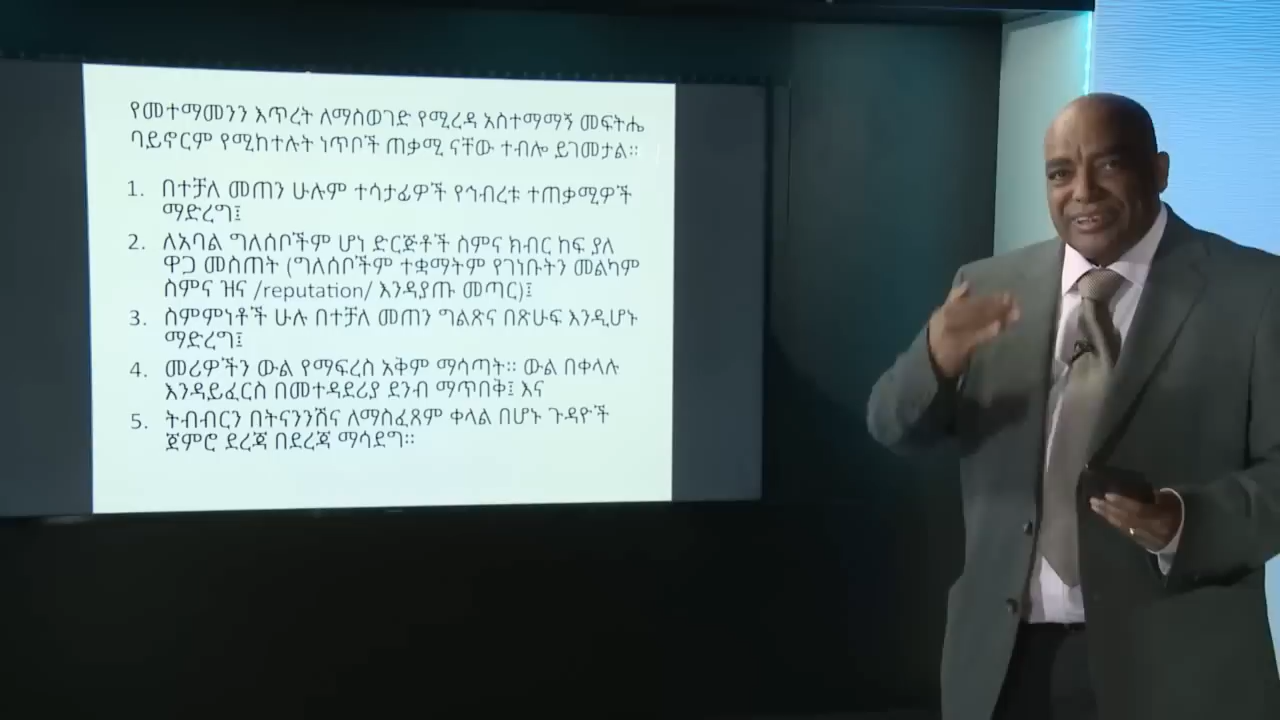 የመተማመንን እጥረት ለማስወገድ የሚረዳ አስተማማኝ መፍትሔ
ባይኖርም የሚከተሉት ነጥቦች ጠቃሚ ናቸው ተብሎ ይገመታል።
1. በተቻለ መጠን ሁሉም ተሳታፊዎች የኅብረቱ ተጠቃሚዎች
ማድረግ፤
2. ለአባል ግለሰቦችም ሆነ ድርጅቶች ስምና ክብር ከፍ ያለ
ዋጋ መስጠት (ግለሰቦችም ተቋማትም የገነቡትን መልካም
ስምና ዝና /reputation/ እንዳያጡ መጣር)፤
3. ስምምነቶች ሁሉ በተቻለ መጠን ግልጽና በጽሁፍ እንዲሆኑ
ማድረግ፤
4. መሪዎችን ውል የማፍረስ አቅም ማሳጣት። ውል በቀላሉ
እንዳይፈርስ በመተዳደሪያ ደንብ ማጥበቅ፤ እና
5. ትብብርን በትናንንሽና ለማስፈጸም ቀላል በሆኑ ጉዳዮች
ጀምሮ ደረጃ በደረጃ ማሳደግ።